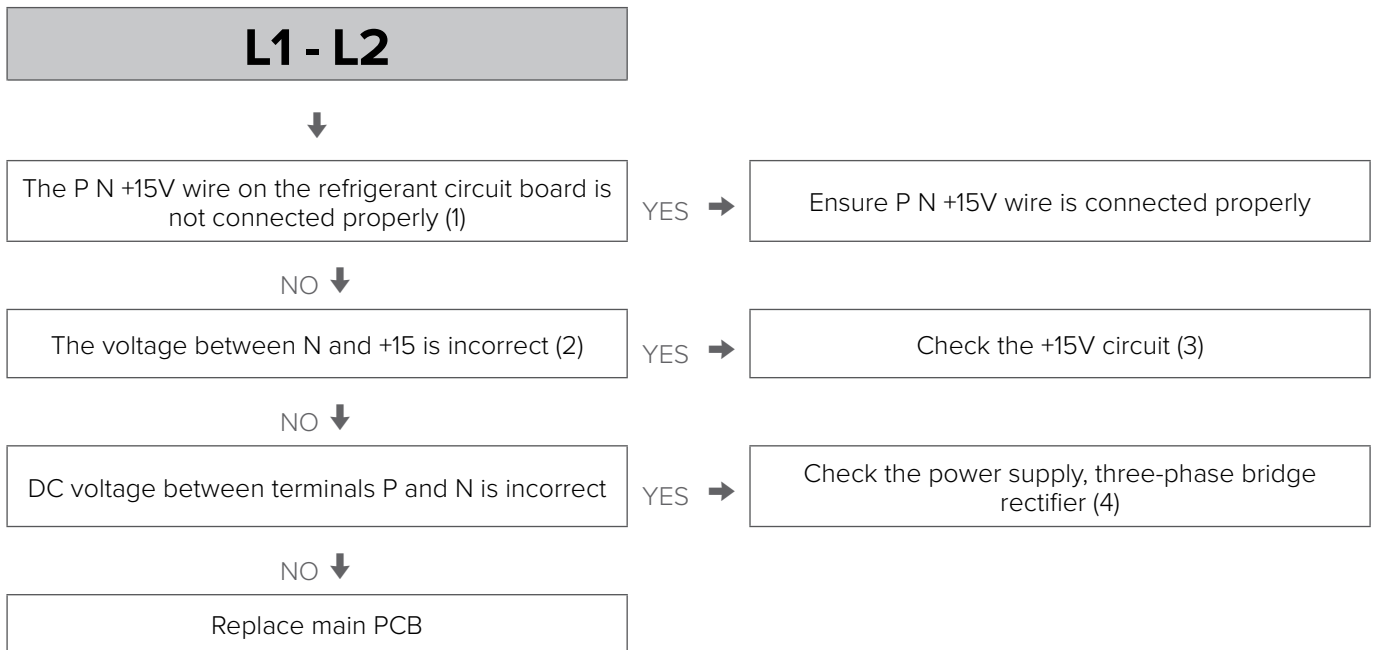 L1 - L2
The P N +15V wire on the refrigerant circuit board is
not connected properly (1)
YES
Ensure P N +15V wire is connected properly
NO
The voltage between N and +15 is incorrect (2)
YES
Check the +15V circuit (3)
NO
DC voltage between terminals P and N is incorrect
YES
Check the power supply, three-phase bridge
rectifier (4)
NO
Replace main PCB